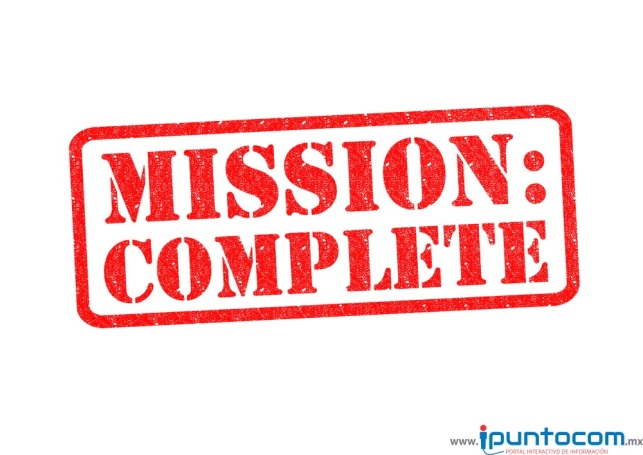 MISSION:
COMPLETE
www.ipuntocom.mx
PORTAL INTERACTIVO DE INFORMACIÓN